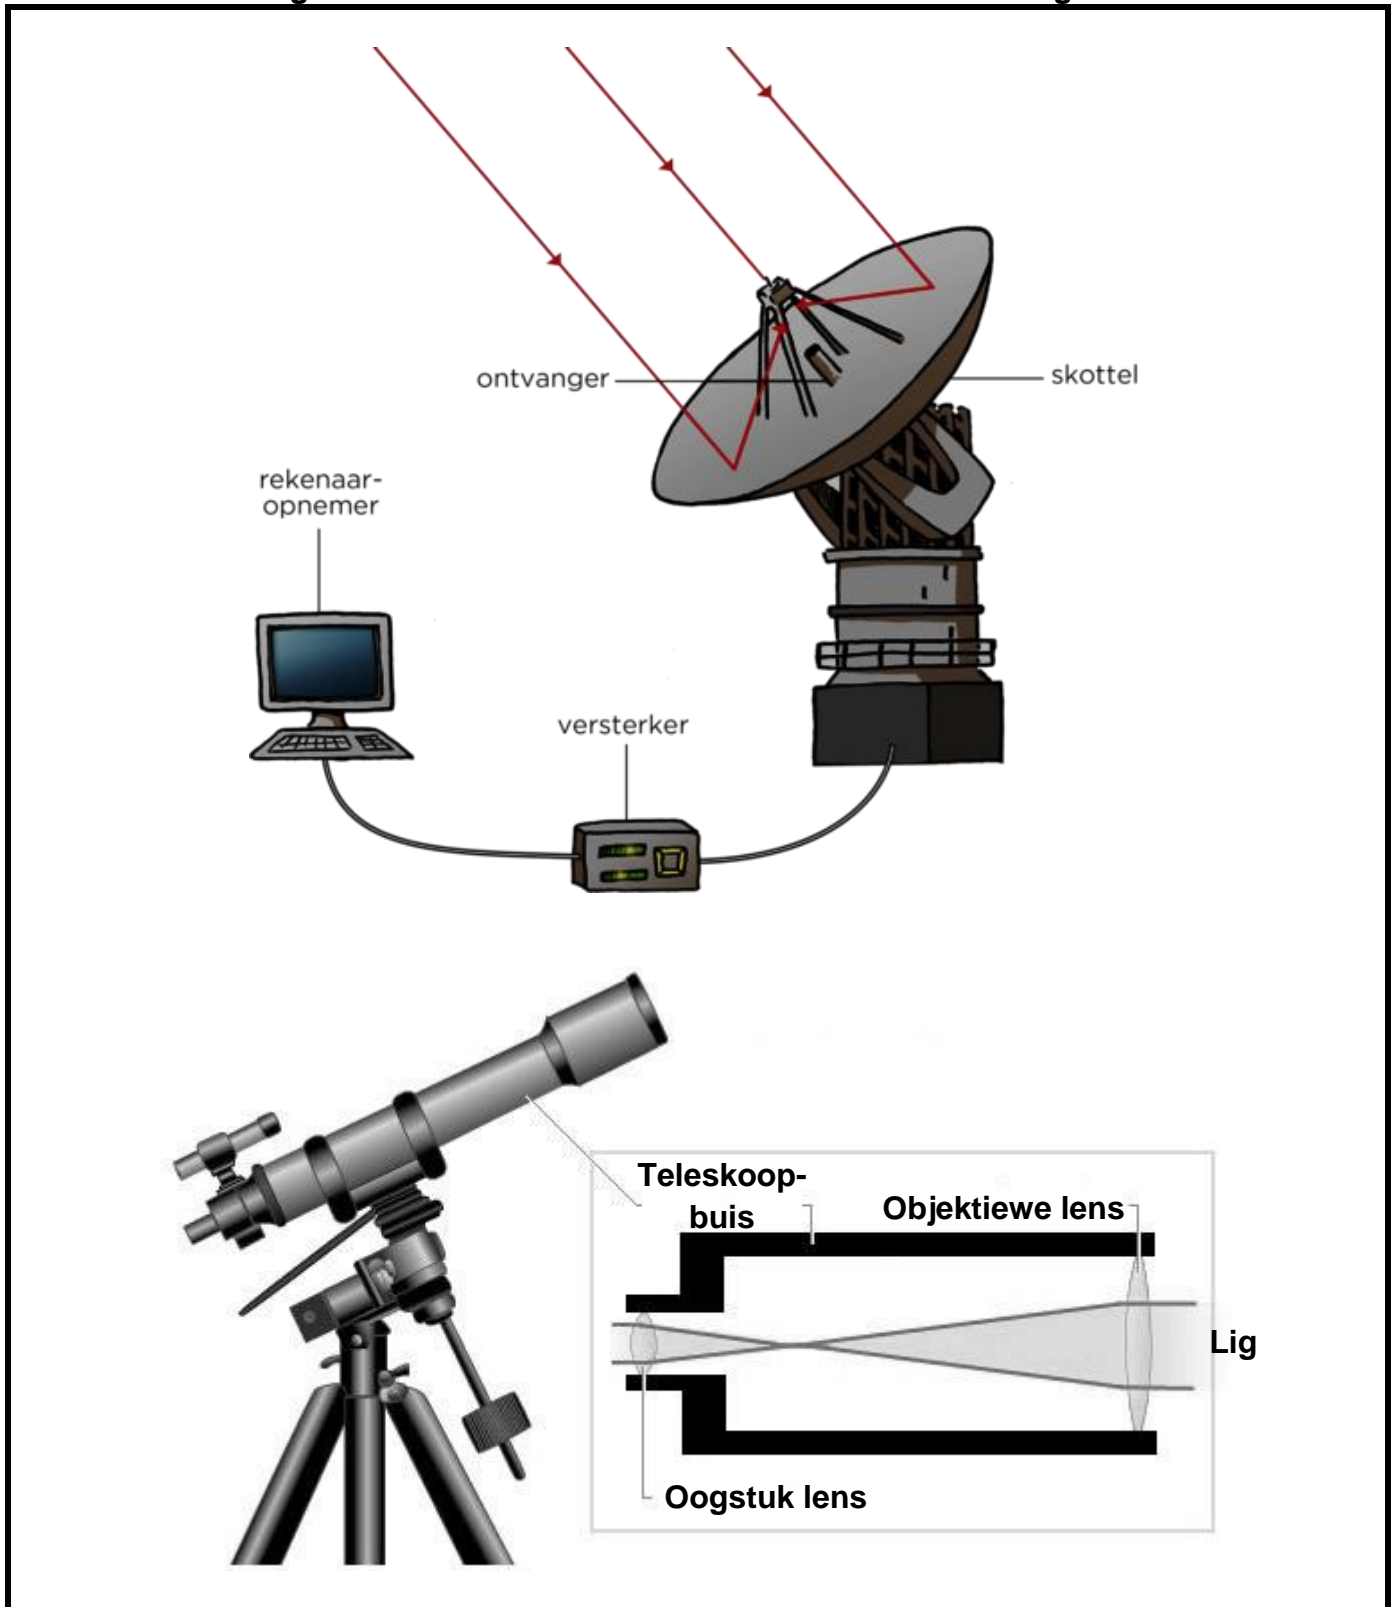 ontvanger
skottel
rekenaar-
opnemer
versterker
Teleskoop-
buis
Objektiewe lens
Lig
Oogstuk lens